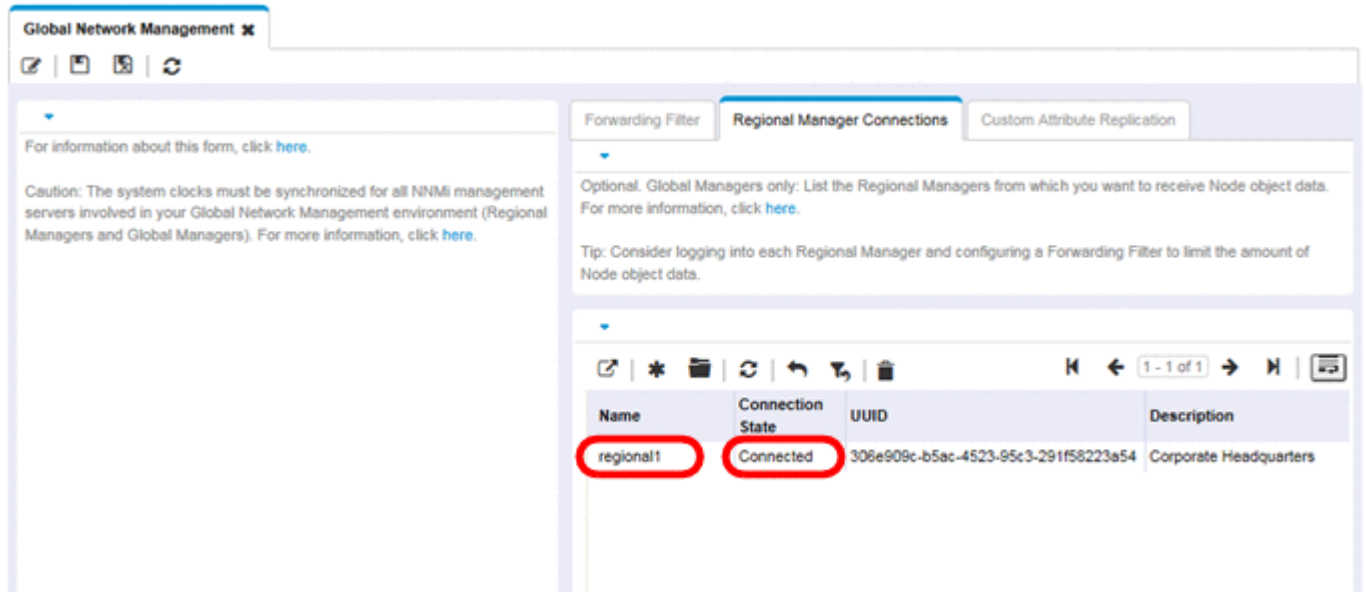 Global Network Management
For information about this form, click here.
Caution: The system clocks must be synchronized for all NNMi management
servers involved in your Global Network Management environment (Regional
Managers and Global Managers). For more information, click here.
Forwarding Filter
Regional Manager Connections
Custom Attribute Replication
Optional. Global Managers only: List the Regional Managers from which you want to receive Node object data.
For more information, click here.
Tip: Consider logging into each Regional Manager and configuring a Forwarding Filter to limit the amount of
Node object data.
1 - 1 of 1
Name
Connection
State
UUID
Description
regional1
Connected
306e909c-b5ac-4523-95c3-291f58223a54
Corporate Headquarters